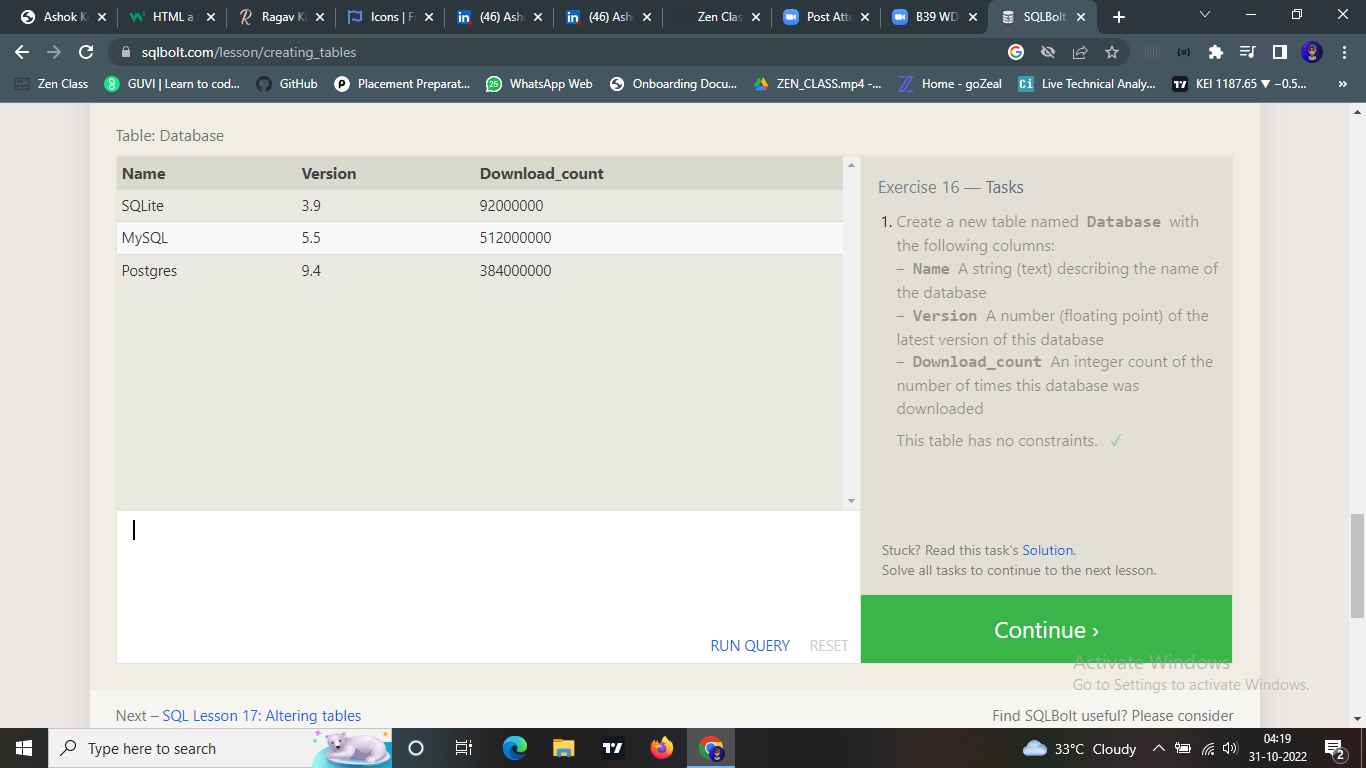 Ashok K
HTML a
Ragav K
Icons | F
(46) Ash
(46) Ash
Zen Clas
Post Att
B39 WD
SQLBolt
sqlbolt.com/lesson/creating_tables
Zen Class
GUVI | Learn to cod...
GitHub
Placement Preparat...
WhatsApp Web
Onboarding Docu...
ZEN_CLASS.mp4 -...
Home - goZeal
Live Technical Analy...
KEI 1187.65 ▼ −0.5...
»
Table: Database
Name Version Download_count
SQLite 3.9 92000000
MySQL 5.5 512000000
Postgres 9.4 384000000
RUN QUERY RESET
Exercise 16 — Tasks
1. Create a new table named Database with
the following columns:
– Name A string (text) describing the name of
the database
– Version A number (floating point) of the
latest version of this database
– Download_count An integer count of the
number of times this database was
downloaded
This table has no constraints. ✓
Stuck? Read this task's Solution.
Solve all tasks to continue to the next lesson.
Continue ›
Activate Windows
Go to Settings to activate Windows.
Next – SQL Lesson 17: Altering tables
Find SQLBolt useful? Please consider
Type here to search
33°C Cloudy
04:19
31-10-2022
2